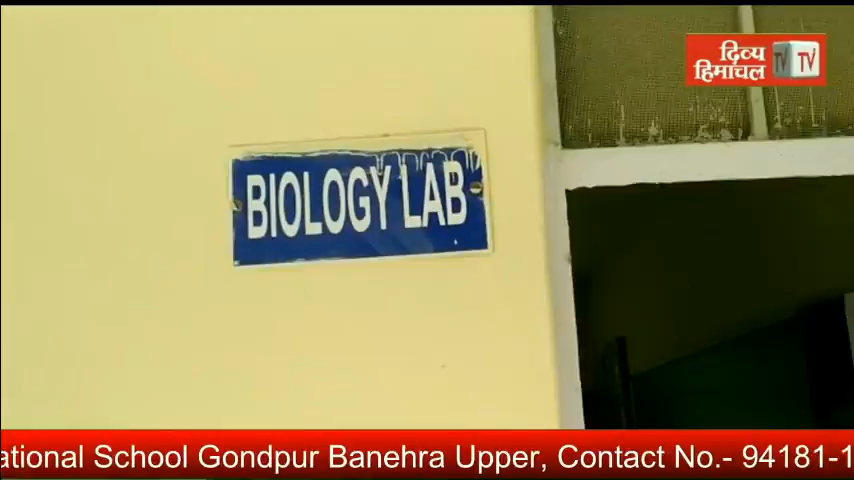 दिव्य
हिमाचल TV TV
BIOLOGY LAB
ational School Gondpur Banehra Upper, Contact No.- 94181-1